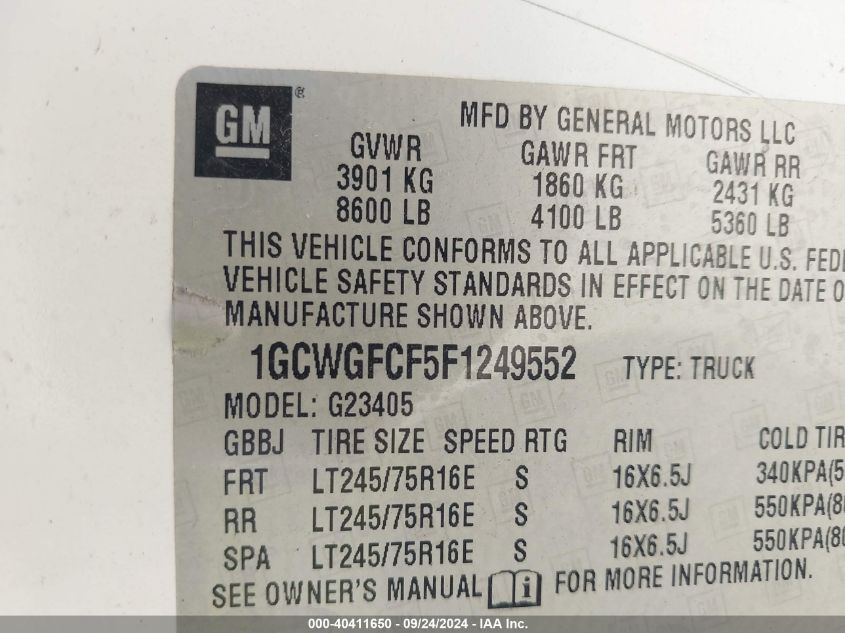 GM ®
MFD BY GENERAL MOTORS LLC
GVWR GAWR FRT GAWR RR
3901 KG 1860 KG 2431 KG
8600 LB 4100 LB 5360 LB
THIS VEHICLE CONFORMS TO ALL APPLICABLE U.S. FEDE
VEHICLE SAFETY STANDARDS IN EFFECT ON THE DATE O
MANUFACTURE SHOWN ABOVE.
1GCWGFCF5F1249552 TYPE: TRUCK
MODEL: G23405
GBBJ TIRE SIZE SPEED RTG RIM COLD TIR
FRT LT245/75R16E S 16X6.5J 340KPA(5
RR LT245/75R16E S 16X6.5J 550KPA(80
SPA LT245/75R16E S 16X6.5J 550KPA(80
SEE OWNER'S MANUAL i FOR MORE INFORMATION.
000-40411650 - 09/24/2024 - IAA Inc.